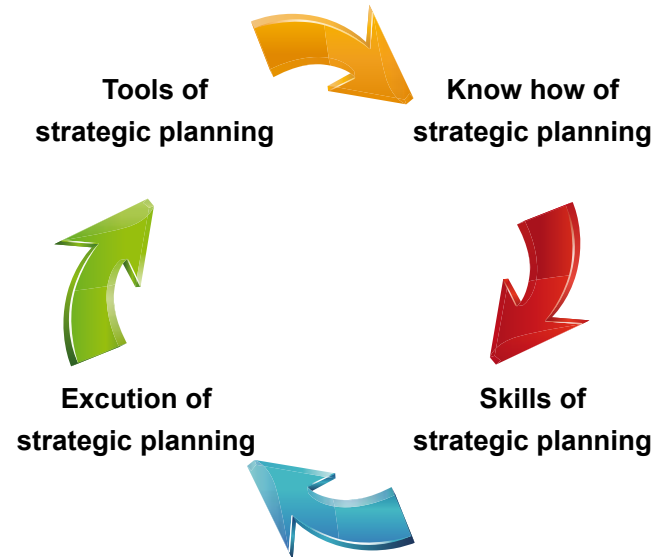 Tools of
strategic planning
Know how of
strategic planning
Skills of
strategic planning
Excution of
strategic planning